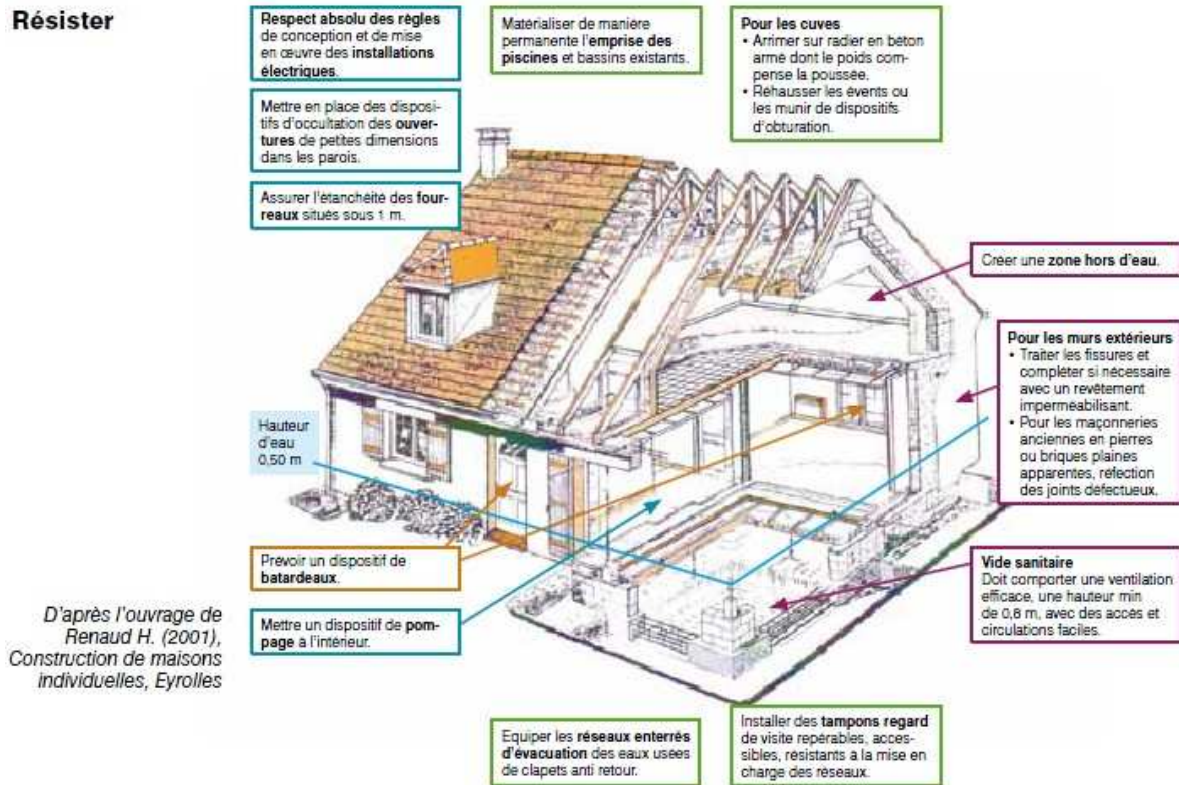 Résister
Respect absolu des règles
de conception et de mise
en œuvre des installations
électriques.
Mettre en place des disposi-
tifs d'occultation des ouver-
tures de petites dimensions
dans les parois.
Assurer l'étanchéité des four-
reaux situés sous 1 m.
Matérialiser de manière
permanente l'emprise des
piscines et bassins existants.
Pour les cuves
• Arrimer sur radier en béton
armé dont le poids com-
pense la poussée.
• Réhausser les évents ou
les munir de dispositifs
d'obturation.
Créer une zone hors d'eau.
Pour les murs extérieurs
• Traiter les fissures et
compléter si nécessaire
avec un revêtement
imperméabilisant.
• Pour les maçonneries
anciennes en pierres
ou briques plaines
apparentes, réfection
des joints défectueux.
Hauteur
d'eau
0,50 m
Prévoir un dispositif de
batardeaux.
Mettre un dispositif de pom-
page à l'intérieur.
Vide sanitaire
Doit comporter une ventilation
efficace, une hauteur min
de 0,8 m, avec des accès et
circulations faciles.
D'après l'ouvrage de
Renaud H. (2001),
Construction de maisons
individuelles, Eyrolles
Equiper les réseaux enterrés
d'évacuation des eaux usées
de clapets anti retour.
Installer des tampons regard
de visite repérables, acces-
sibles, résistants à la mise en
charge des réseaux.